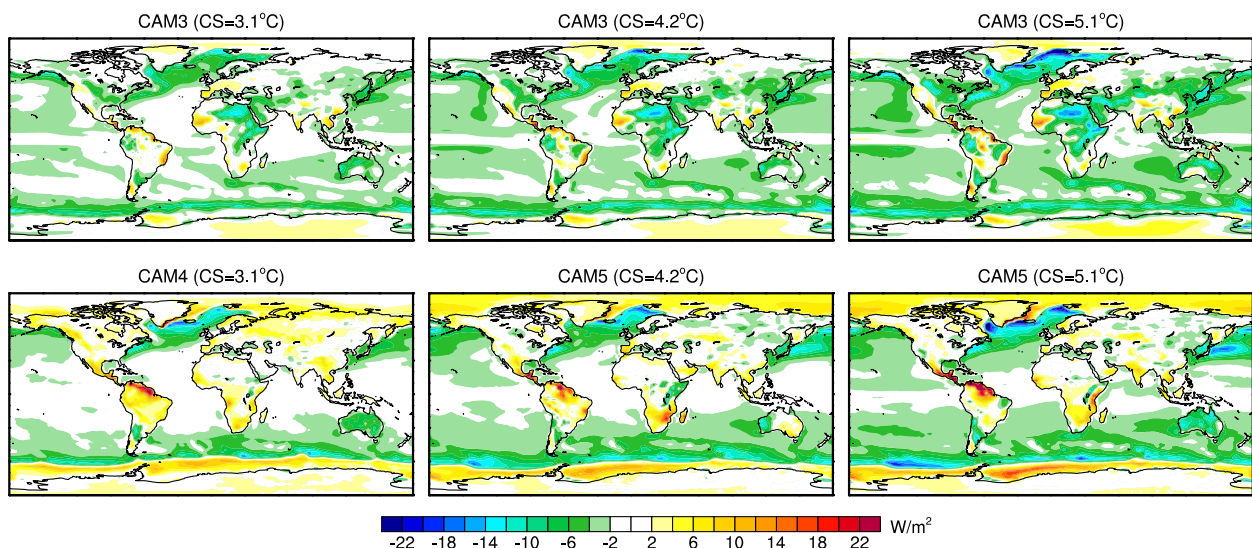 CAM3 (CS=3.1°C) CAM3 (CS=4.2°C) CAM3 (CS=5.1°C)
CAM4 (CS=3.1°C) CAM5 (CS=4.2°C) CAM5 (CS=5.1°C)
W/m²
-22 -18 -14 -10 -6 -2 2 6 10 14 18 22